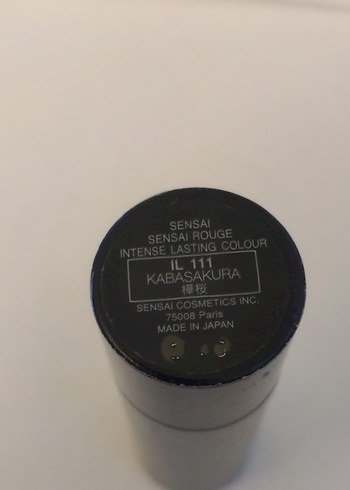 SENSAI
SENSAI ROUGE
INTENSE LASTING COLOUR
IL 111
KABASAKURA
樺桜
SENSAI COSMETICS INC.
75008 Paris
MADE IN JAPAN